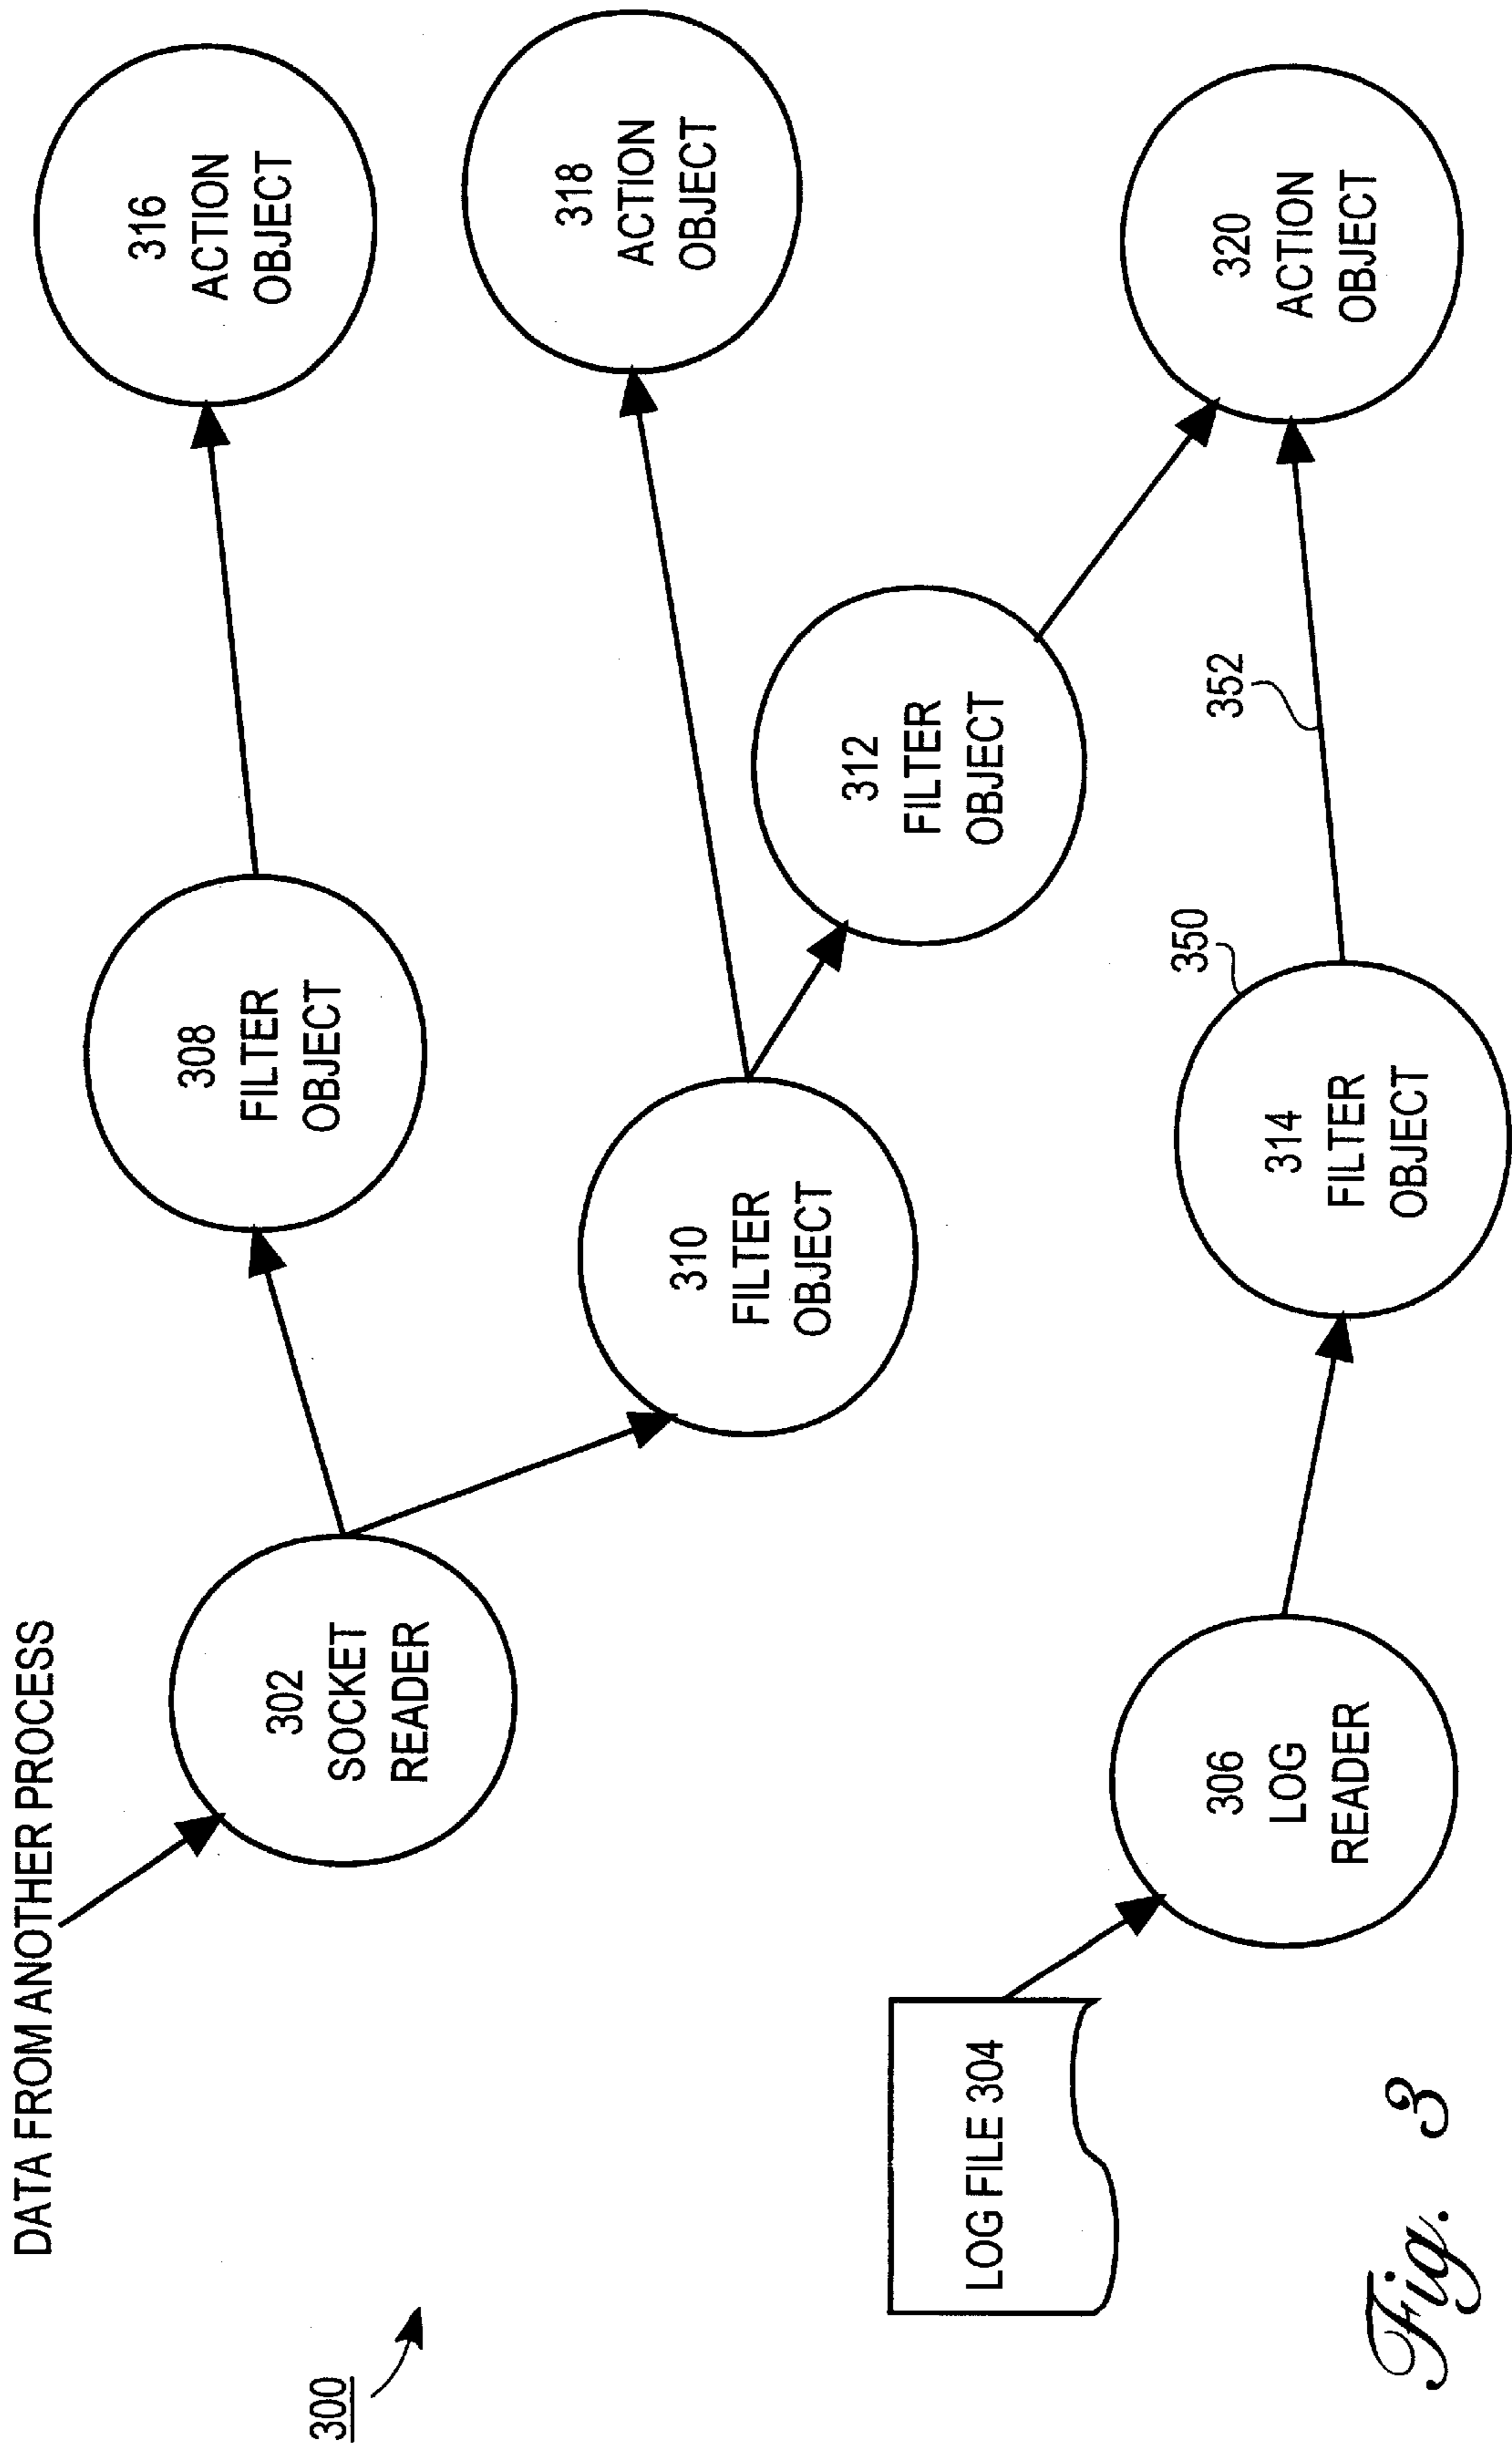 300
DATA FROM ANOTHER PROCESS
302
SOCKET
READER
308
FILTER
OBJECT
316
ACTION
OBJECT
310
FILTER
OBJECT
318
ACTION
OBJECT
312
FILTER
OBJECT
LOG FILE 304
306
LOG
READER
314
FILTER
OBJECT
350
352
320
ACTION
OBJECT
Fig. 3